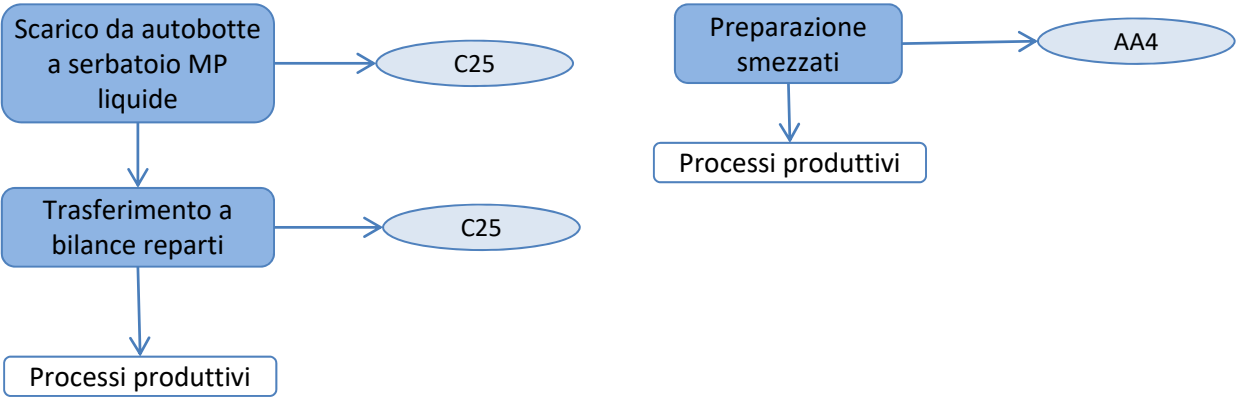 Scarico da autobotte
a serbatoio MP
liquide
C25
Trasferimento a
bilance reparti
C25
Processi produttivi
Preparazione
smezzati
AA4
Processi produttivi